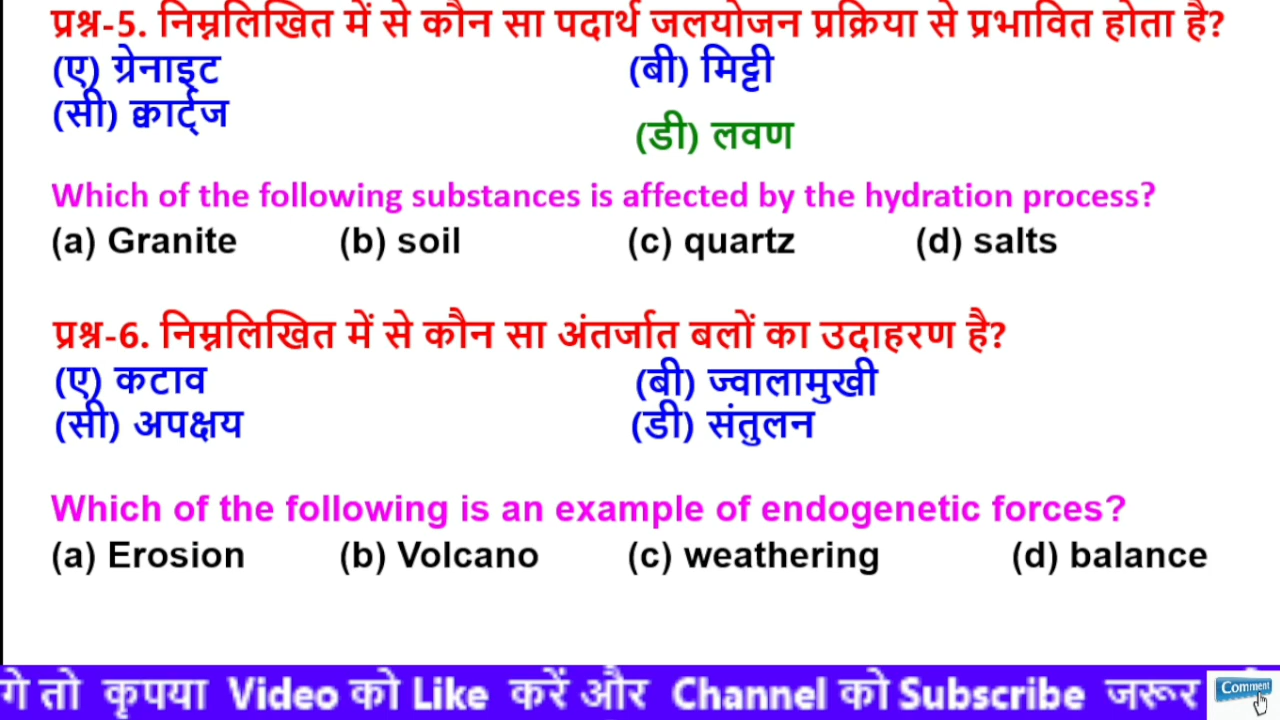 प्रश्न-5. निम्नलिखित में से कौन सा पदार्थ जलयोजन प्रक्रिया से प्रभावित होता है?
(ए) ग्रेनाइट (बी) मिट्टी
(सी) क्वार्ट्ज (डी) लवण
Which of the following substances is affected by the hydration process?
(a) Granite (b) soil (c) quartz (d) salts
प्रश्न-6. निम्नलिखित में से कौन सा अंतर्जात बलों का उदाहरण है?
(ए) कटाव (बी) ज्वालामुखी
(सी) अपक्षय (डी) संतुलन
Which of the following is an example of endogenetic forces?
(a) Erosion (b) Volcano (c) weathering (d) balance
गे तो कृपया Video को Like करें और Channel को Subscribe जरूर
Comment